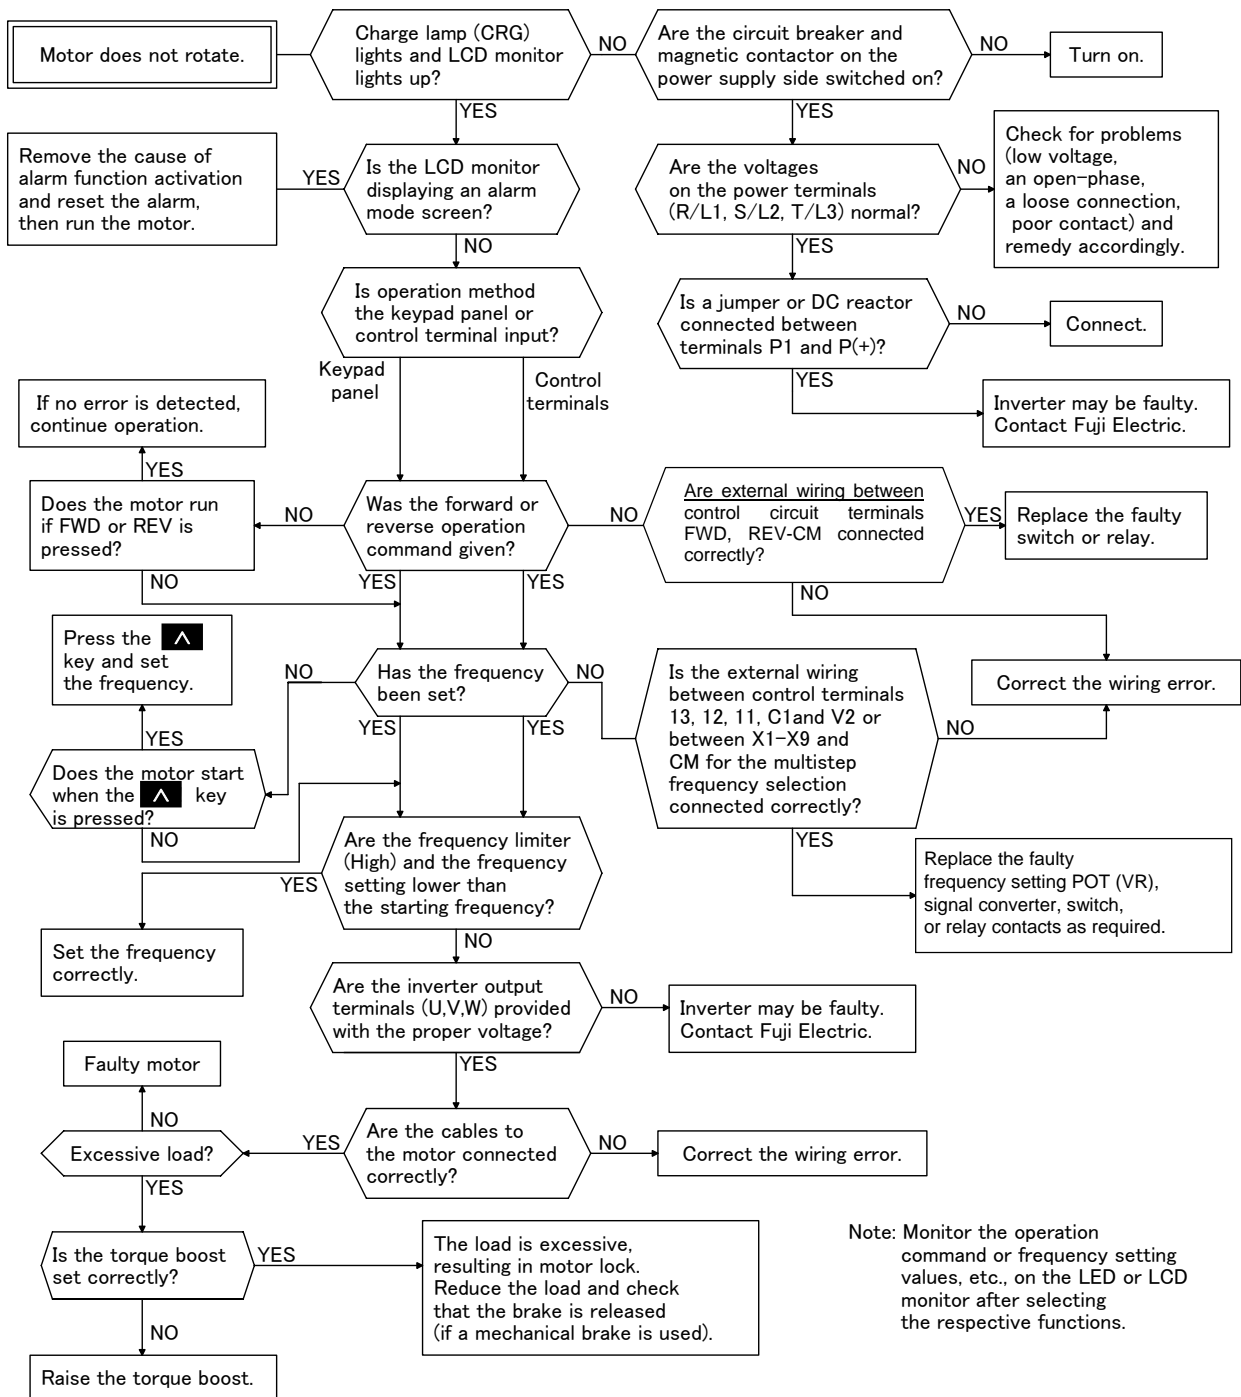 Motor does not rotate.
Charge lamp (CRG)
lights and LCD monitor
lights up?
NO
Are the circuit breaker and
magnetic contactor on the
power supply side switched on?
NO
Turn on.
YES
YES
Remove the cause of
alarm function activation
and reset the alarm,
then run the motor.
YES
Is the LCD monitor
displaying an alarm
mode screen?
Are the voltages
on the power terminals
(R/L1, S/L2, T/L3) normal?
NO
Check for problems
(low voltage,
an open-phase,
a loose connection,
poor contact) and
remedy accordingly.
NO
YES
Is operation method
the keypad panel or
control terminal input?
Is a jumper or DC reactor
connected between
terminals P1 and P(+)?
NO
Connect.
Keypad
panel
Control
terminals
YES
Inverter may be faulty.
Contact Fuji Electric.
If no error is detected,
continue operation.
YES
Does the motor run
if FWD or REV is
pressed?
NO
Was the forward or
reverse operation
command given?
NO
Are external wiring between
control circuit terminals
FWD, REV-CM connected
correctly?
YES
Replace the faulty
switch or relay.
NO
YES
YES
NO
Press the ∧
key and set
the frequency.
NO
Has the frequency
been set?
NO
Is the external wiring
between control terminals
13, 12, 11, C1and V2 or
between X1-X9 and
CM for the multistep
frequency selection
connected correctly?
NO
Correct the wiring error.
YES
YES
YES
Does the motor start
when the ∧ key
is pressed?
NO
Are the frequency limiter
(High) and the frequency
setting lower than
the starting frequency?
YES
YES
Replace the faulty
frequency setting POT (VR),
signal converter, switch,
or relay contacts as required.
Set the frequency
correctly.
NO
Are the inverter output
terminals (U,V,W) provided
with the proper voltage?
NO
Inverter may be faulty.
Contact Fuji Electric.
Faulty motor
YES
NO
Excessive load?
YES
Are the cables to
the motor connected
correctly?
NO
Correct the wiring error.
YES
Is the torque boost
set correctly?
YES
The load is excessive,
resulting in motor lock.
Reduce the load and check
that the brake is released
(if a mechanical brake is used).
Note: Monitor the operation
command or frequency setting
values, etc., on the LED or LCD
monitor after selecting
the respective functions.
NO
Raise the torque boost.